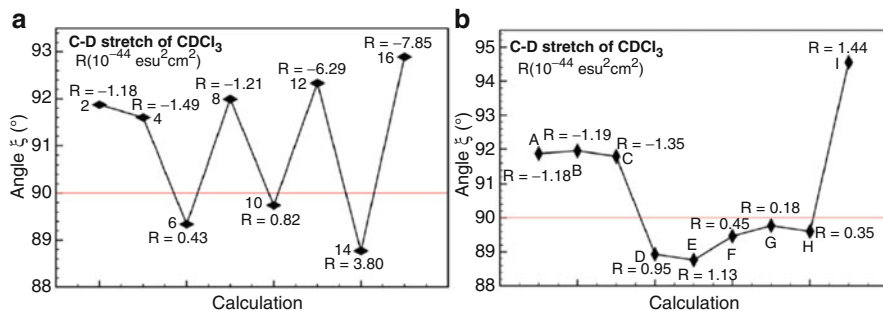 a
C-D stretch of CDCl3
R(10−44 esu2cm2)
93
92
91
90
89
88
Angle ξ (°)
R = −1.18
2
R = −1.49
4
6
R = 0.43
R = −1.21
8
10
R = 0.82
R = −6.29
12
14
R = 3.80
R = −7.85
16
Calculation
b
C-D stretch of CDCl3
R(10−44 esu2cm2)
95
94
93
92
91
90
89
88
Angle ξ (°)
A
R = −1.18
R = −1.19
B
R = −1.35
C
D
R = 0.95
E
R = 1.13
R = 0.45
F
R = 0.18
G
H
R = 0.35
R = 1.44
I
Calculation